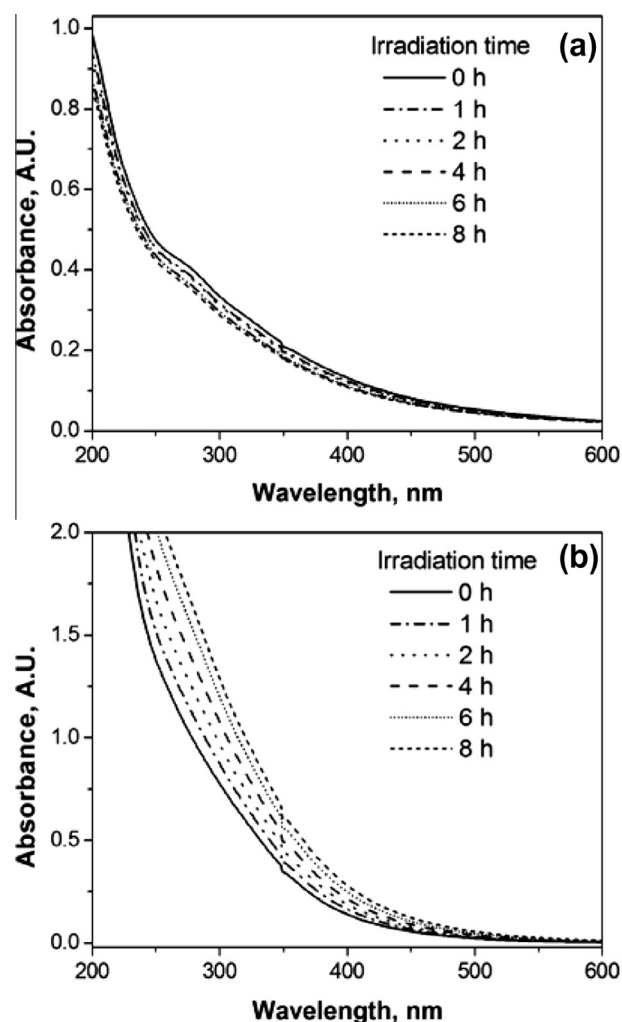 (a)
Irradiation time
0 h
1 h
2 h
4 h
6 h
8 h
1.0
0.8
0.6
0.4
0.2
0.0
Absorbance, A.U.
200 300 400 500 600
Wavelength, nm
(b)
Irradiation time
0 h
1 h
2 h
4 h
6 h
8 h
2.0
1.5
1.0
0.5
0.0
Absorbance, A.U.
200 300 400 500 600
Wavelength, nm